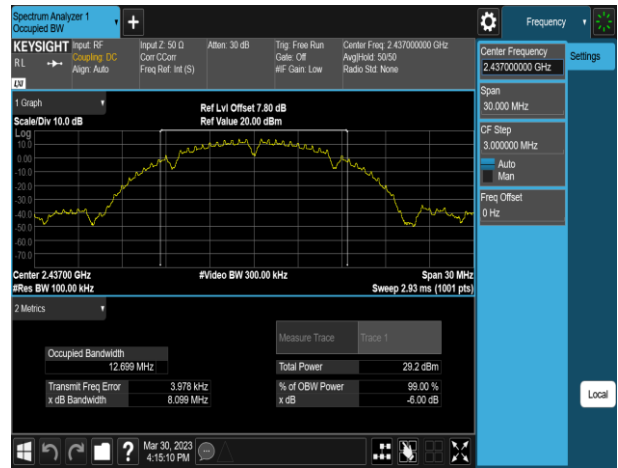 Spectrum Analyzer 1
Occupied BW
+
Frequency
KEYSIGHT
Input: RF
Input Z: 50 Ω
Atten: 30 dB
Trig: Free Run
Center Freq: 2.437000000 GHz
R L
Coupling: DC
Corr CCorr
Gate: Off
Avg|Hold: 50/50
Align: Auto
Freq Ref: Int (S)
#IF Gain: Low
Radio Std: None
LXI
Center Frequency
2.437000000 GHz
Settings
Span
30.000 MHz
CF Step
3.000000 MHz
Auto
Man
Freq Offset
0 Hz
1 Graph
Ref Lvl Offset 7.80 dB
Scale/Div 10.0 dB
Ref Value 20.00 dBm
Log
10.0
0.00
-10.0
-20.0
-30.0
-40.0
-50.0
-60.0
-70.0
Center 2.43700 GHz
#Video BW 300.00 kHz
Span 30 MHz
#Res BW 100.00 kHz
Sweep 2.93 ms (1001 pts)
2 Metrics
Measure Trace
Trace 1
Occupied Bandwidth
12.699 MHz
Total Power
29.2 dBm
Transmit Freq Error
3.978 kHz
% of OBW Power
99.00 %
x dB Bandwidth
8.099 MHz
x dB
-6.00 dB
Local
?
Mar 30, 2023
4:15:10 PM